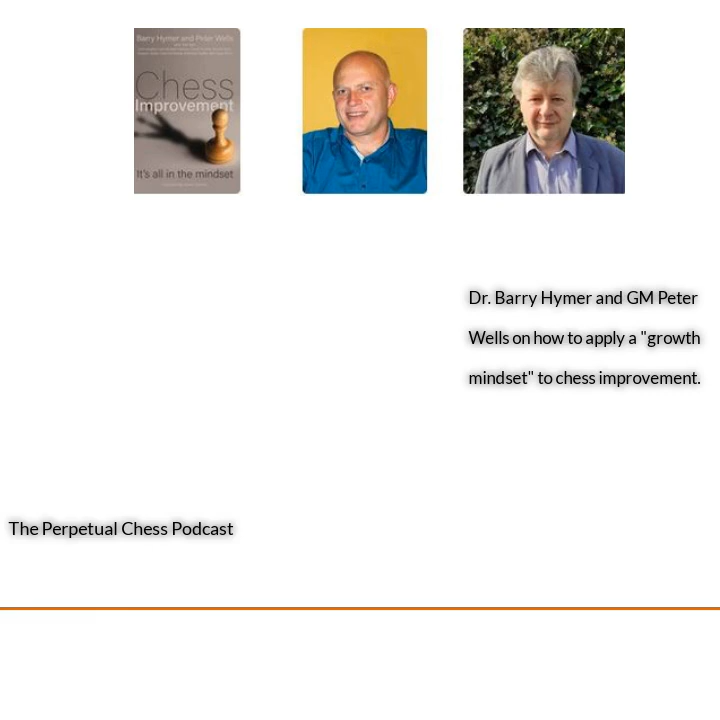 Barry Hymer and Peter Wells
Chess
Improvement
It's all in the mindset
Dr. Barry Hymer and GM Peter
Wells on how to apply a "growth
mindset" to chess improvement.
The Perpetual Chess Podcast